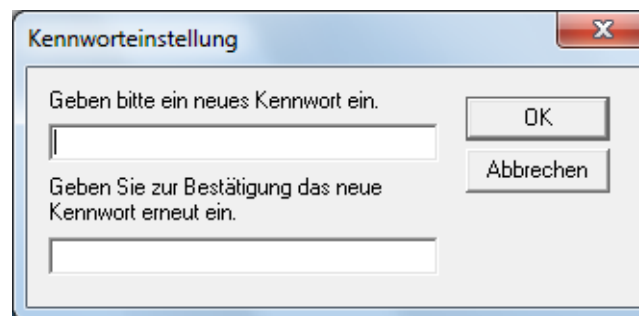 Kennworteinstellung
Geben bitte ein neues Kennwort ein.
OK
Abbrechen
Geben Sie zur Bestätigung das neue
Kennwort erneut ein.